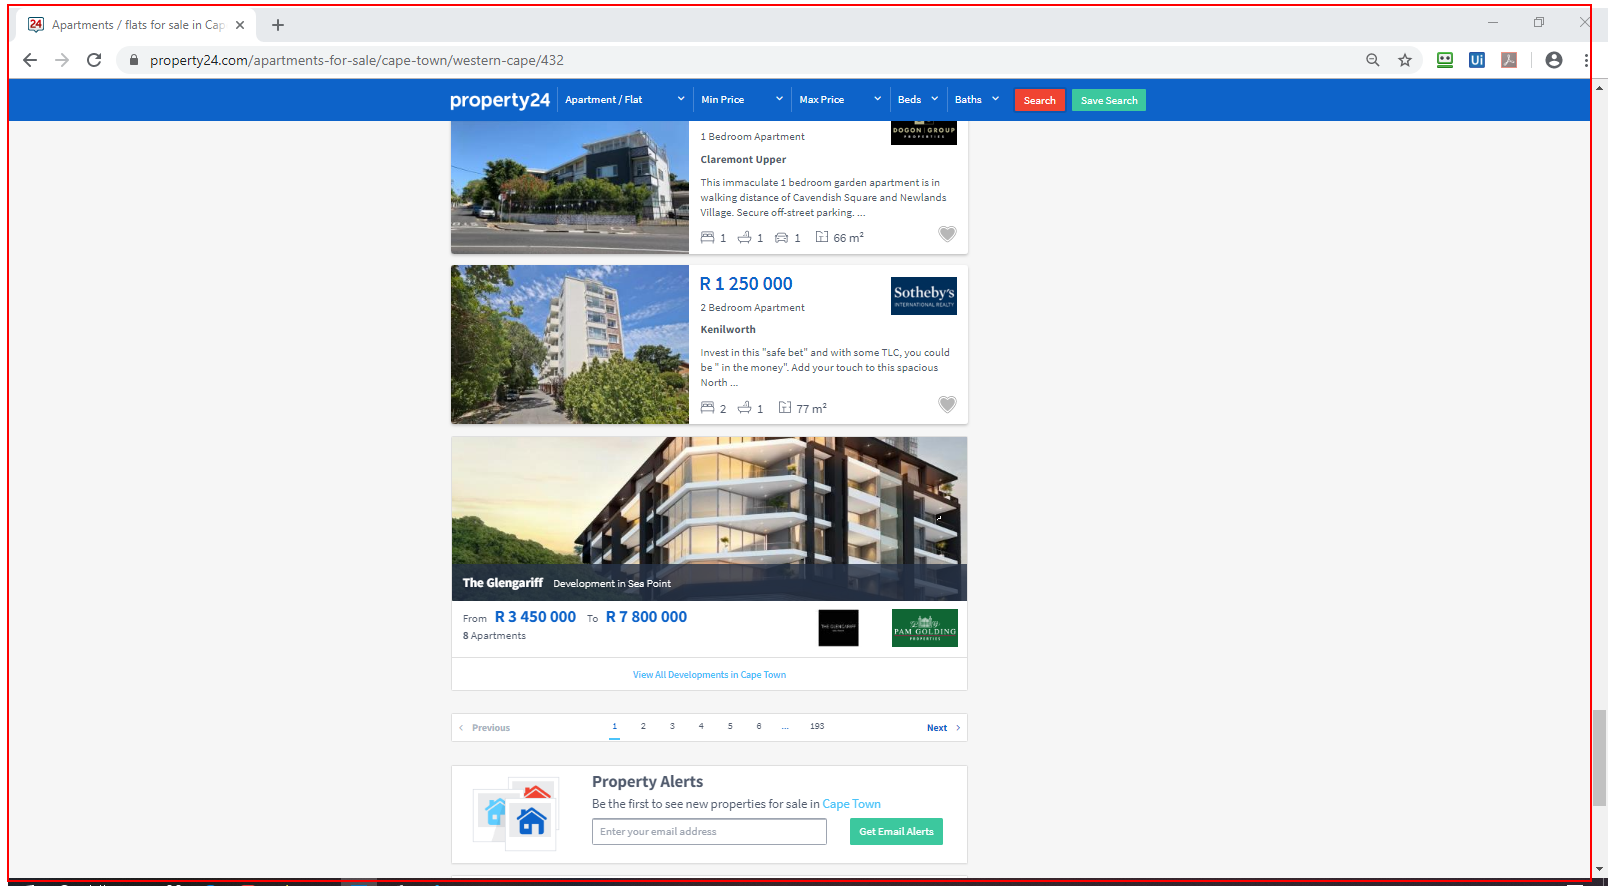 24 Apartments / flats for sale in Cap
property24.com/apartments-for-sale/cape-town/western-cape/432
Ui
property24 Apartment / Flat Min Price Max Price Beds Baths Search Save Search
1 Bedroom Apartment
DOGON GROUP
PROPERTIES
Claremont Upper
This immaculate 1 bedroom garden apartment is in
walking distance of Cavendish Square and Newlands
Village. Secure off-street parking. ...
1 1 1 66 m²
R 1 250 000
Sotheby's
INTERNATIONAL REALTY
2 Bedroom Apartment
Kenilworth
Invest in this "safe bet" and with some TLC, you could
be " in the money". Add your touch to this spacious
North ...
2 1 77 m²
The Glengariff Development in Sea Point
From R 3 450 000 To R 7 800 000
8 Apartments
THE GLENGARIFF
PAM GOLDING
PROPERTIES
View All Developments in Cape Town
Previous 1 2 3 4 5 6 ... 193 Next
Property Alerts
Be the first to see new properties for sale in Cape Town
Enter your email address Get Email Alerts